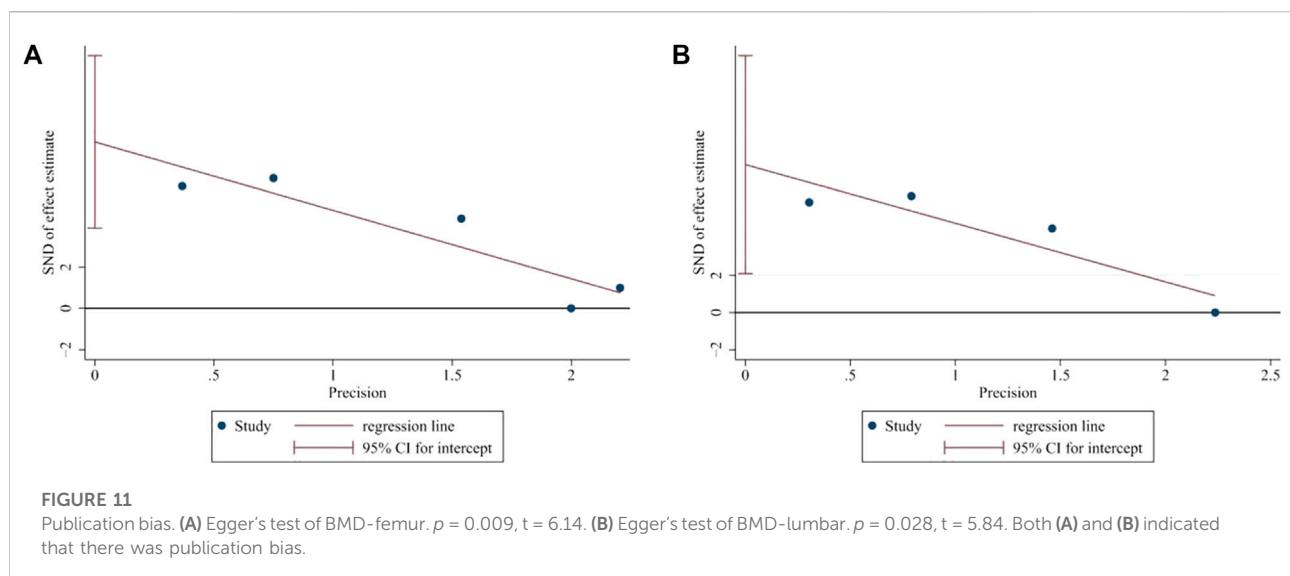 A
SND of effect estimate
2
0
−2
0
.5
1
1.5
2
Precision
Study
regression line
95% CI for intercept
B
SND of effect estimate
2
0
−2
0
.5
1
1.5
2
2.5
Precision
Study
regression line
95% CI for intercept
FIGURE 11
Publication bias. (A) Egger's test of BMD-femur. p = 0.009, t = 6.14. (B) Egger's test of BMD-lumbar. p = 0.028, t = 5.84. Both (A) and (B) indicated
that there was publication bias.